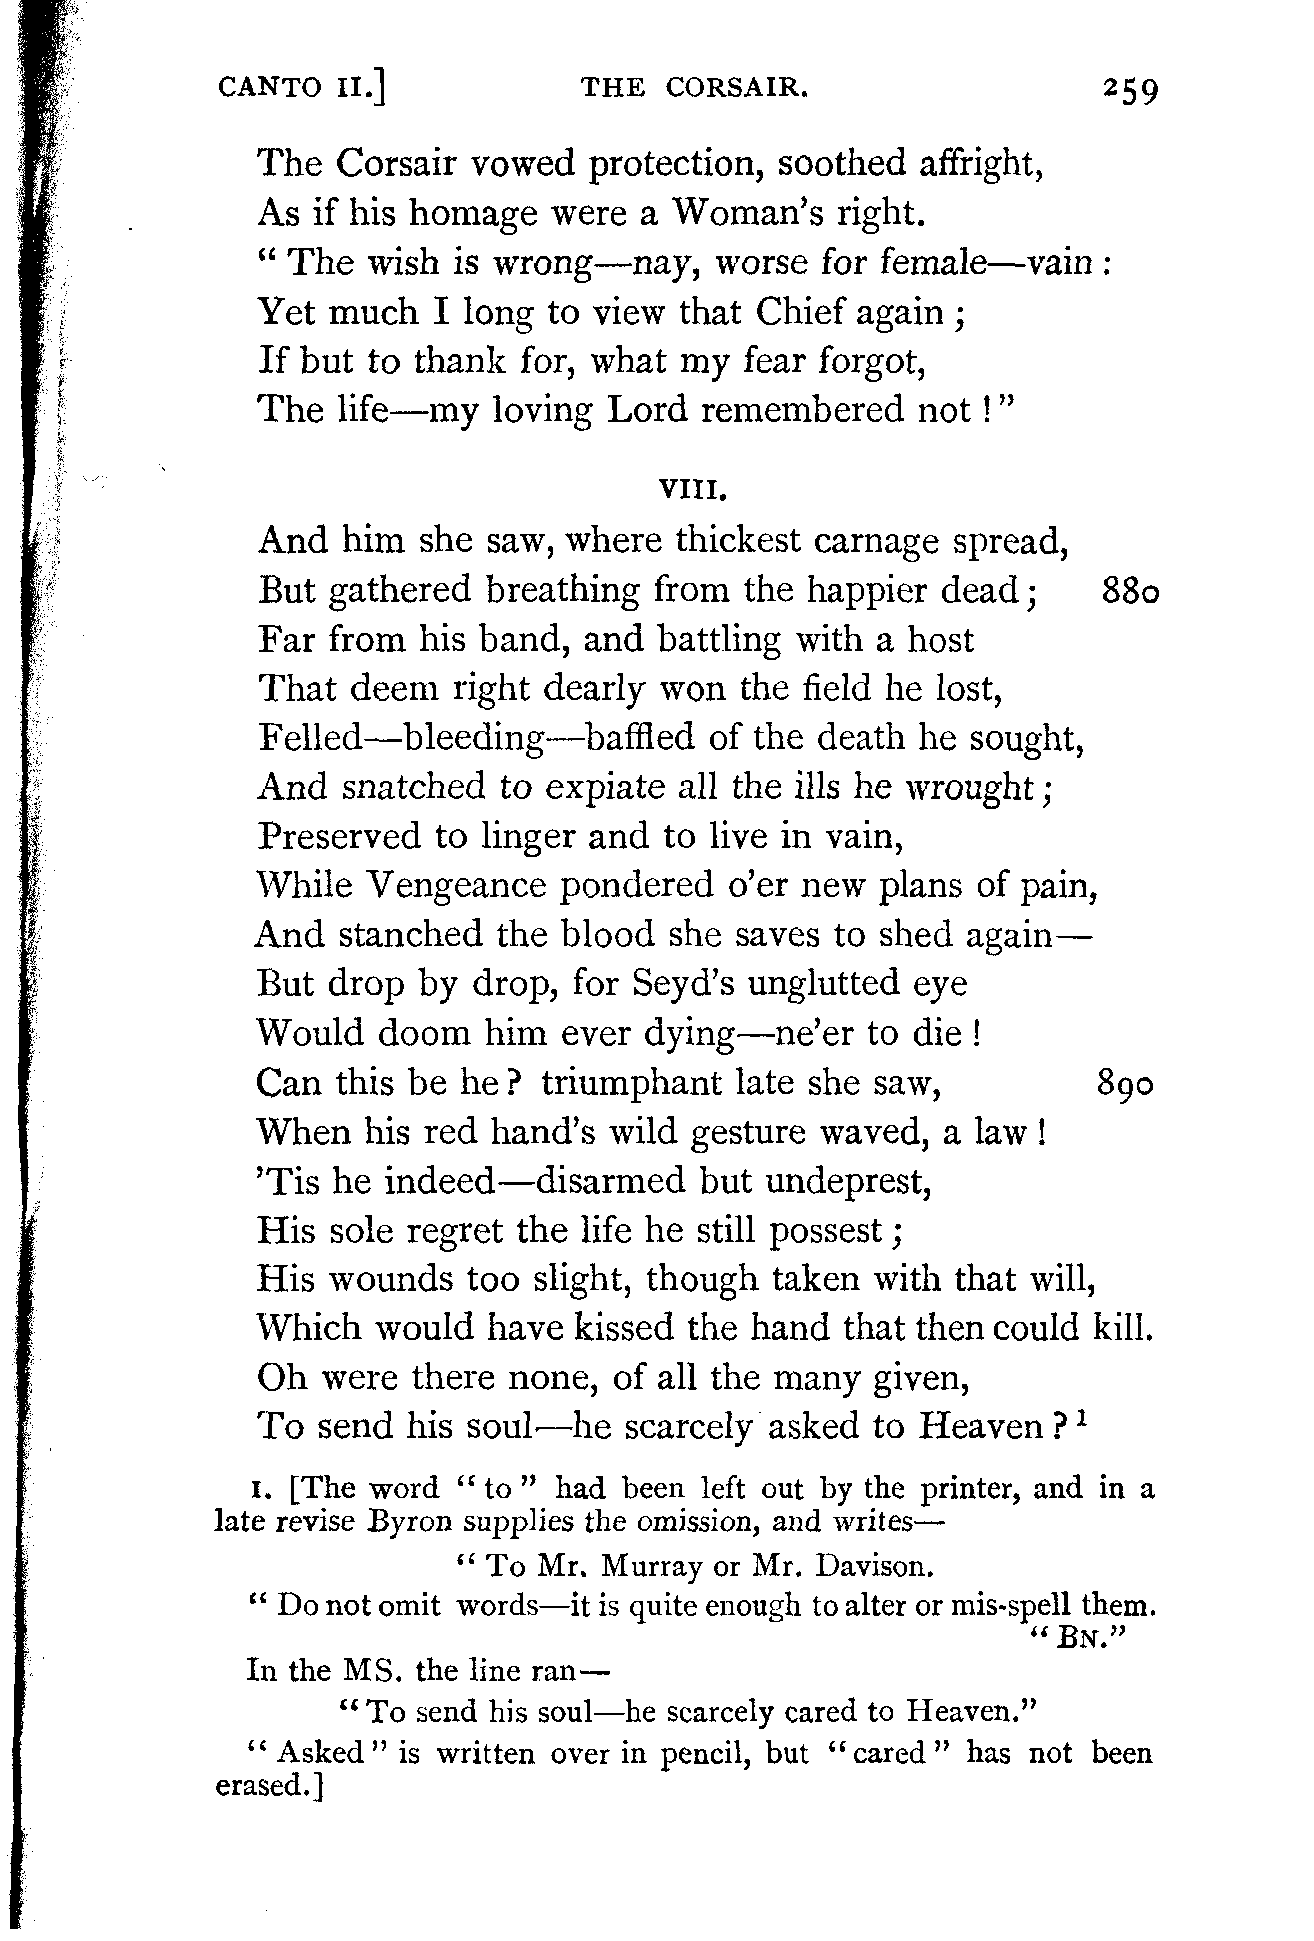 CANTO II.] THE CORSAIR. 259
The Corsair vowed protection, soothed affright,
As if his homage were a Woman's right.
" The wish is wrong—nay, worse for female—vain :
Yet much I long to view that Chief again ;
If but to thank for, what my fear forgot,
The life—my loving Lord remembered not ! "
VIII.
And him she saw, where thickest carnage spread,
But gathered breathing from the happier dead ; 880
Far from his band, and battling with a host
That deem right dearly won the field he lost,
Felled—bleeding—baffled of the death he sought,
And snatched to expiate all the ills he wrought ;
Preserved to linger and to live in vain,
While Vengeance pondered o'er new plans of pain,
And stanched the blood she saves to shed again—
But drop by drop, for Seyd's unglutted eye
Would doom him ever dying—ne'er to die !
Can this be he ? triumphant late she saw, 890
When his red hand's wild gesture waved, a law !
'Tis he indeed—disarmed but undeprest,
His sole regret the life he still possest ;
His wounds too slight, though taken with that will,
Which would have kissed the hand that then could kill.
Oh were there none, of all the many given,
To send his soul—he scarcely asked to Heaven ? 1
1. [The word " to " had been left out by the printer, and in a
late revise Byron supplies the omission, and writes—
" To Mr. Murray or Mr. Davison.
" Do not omit words—it is quite enough to alter or mis-spell them.
" BN."
In the MS. the line ran—
" To send his soul—he scarcely cared to Heaven."
" Asked " is written over in pencil, but " cared " has not been
erased.]